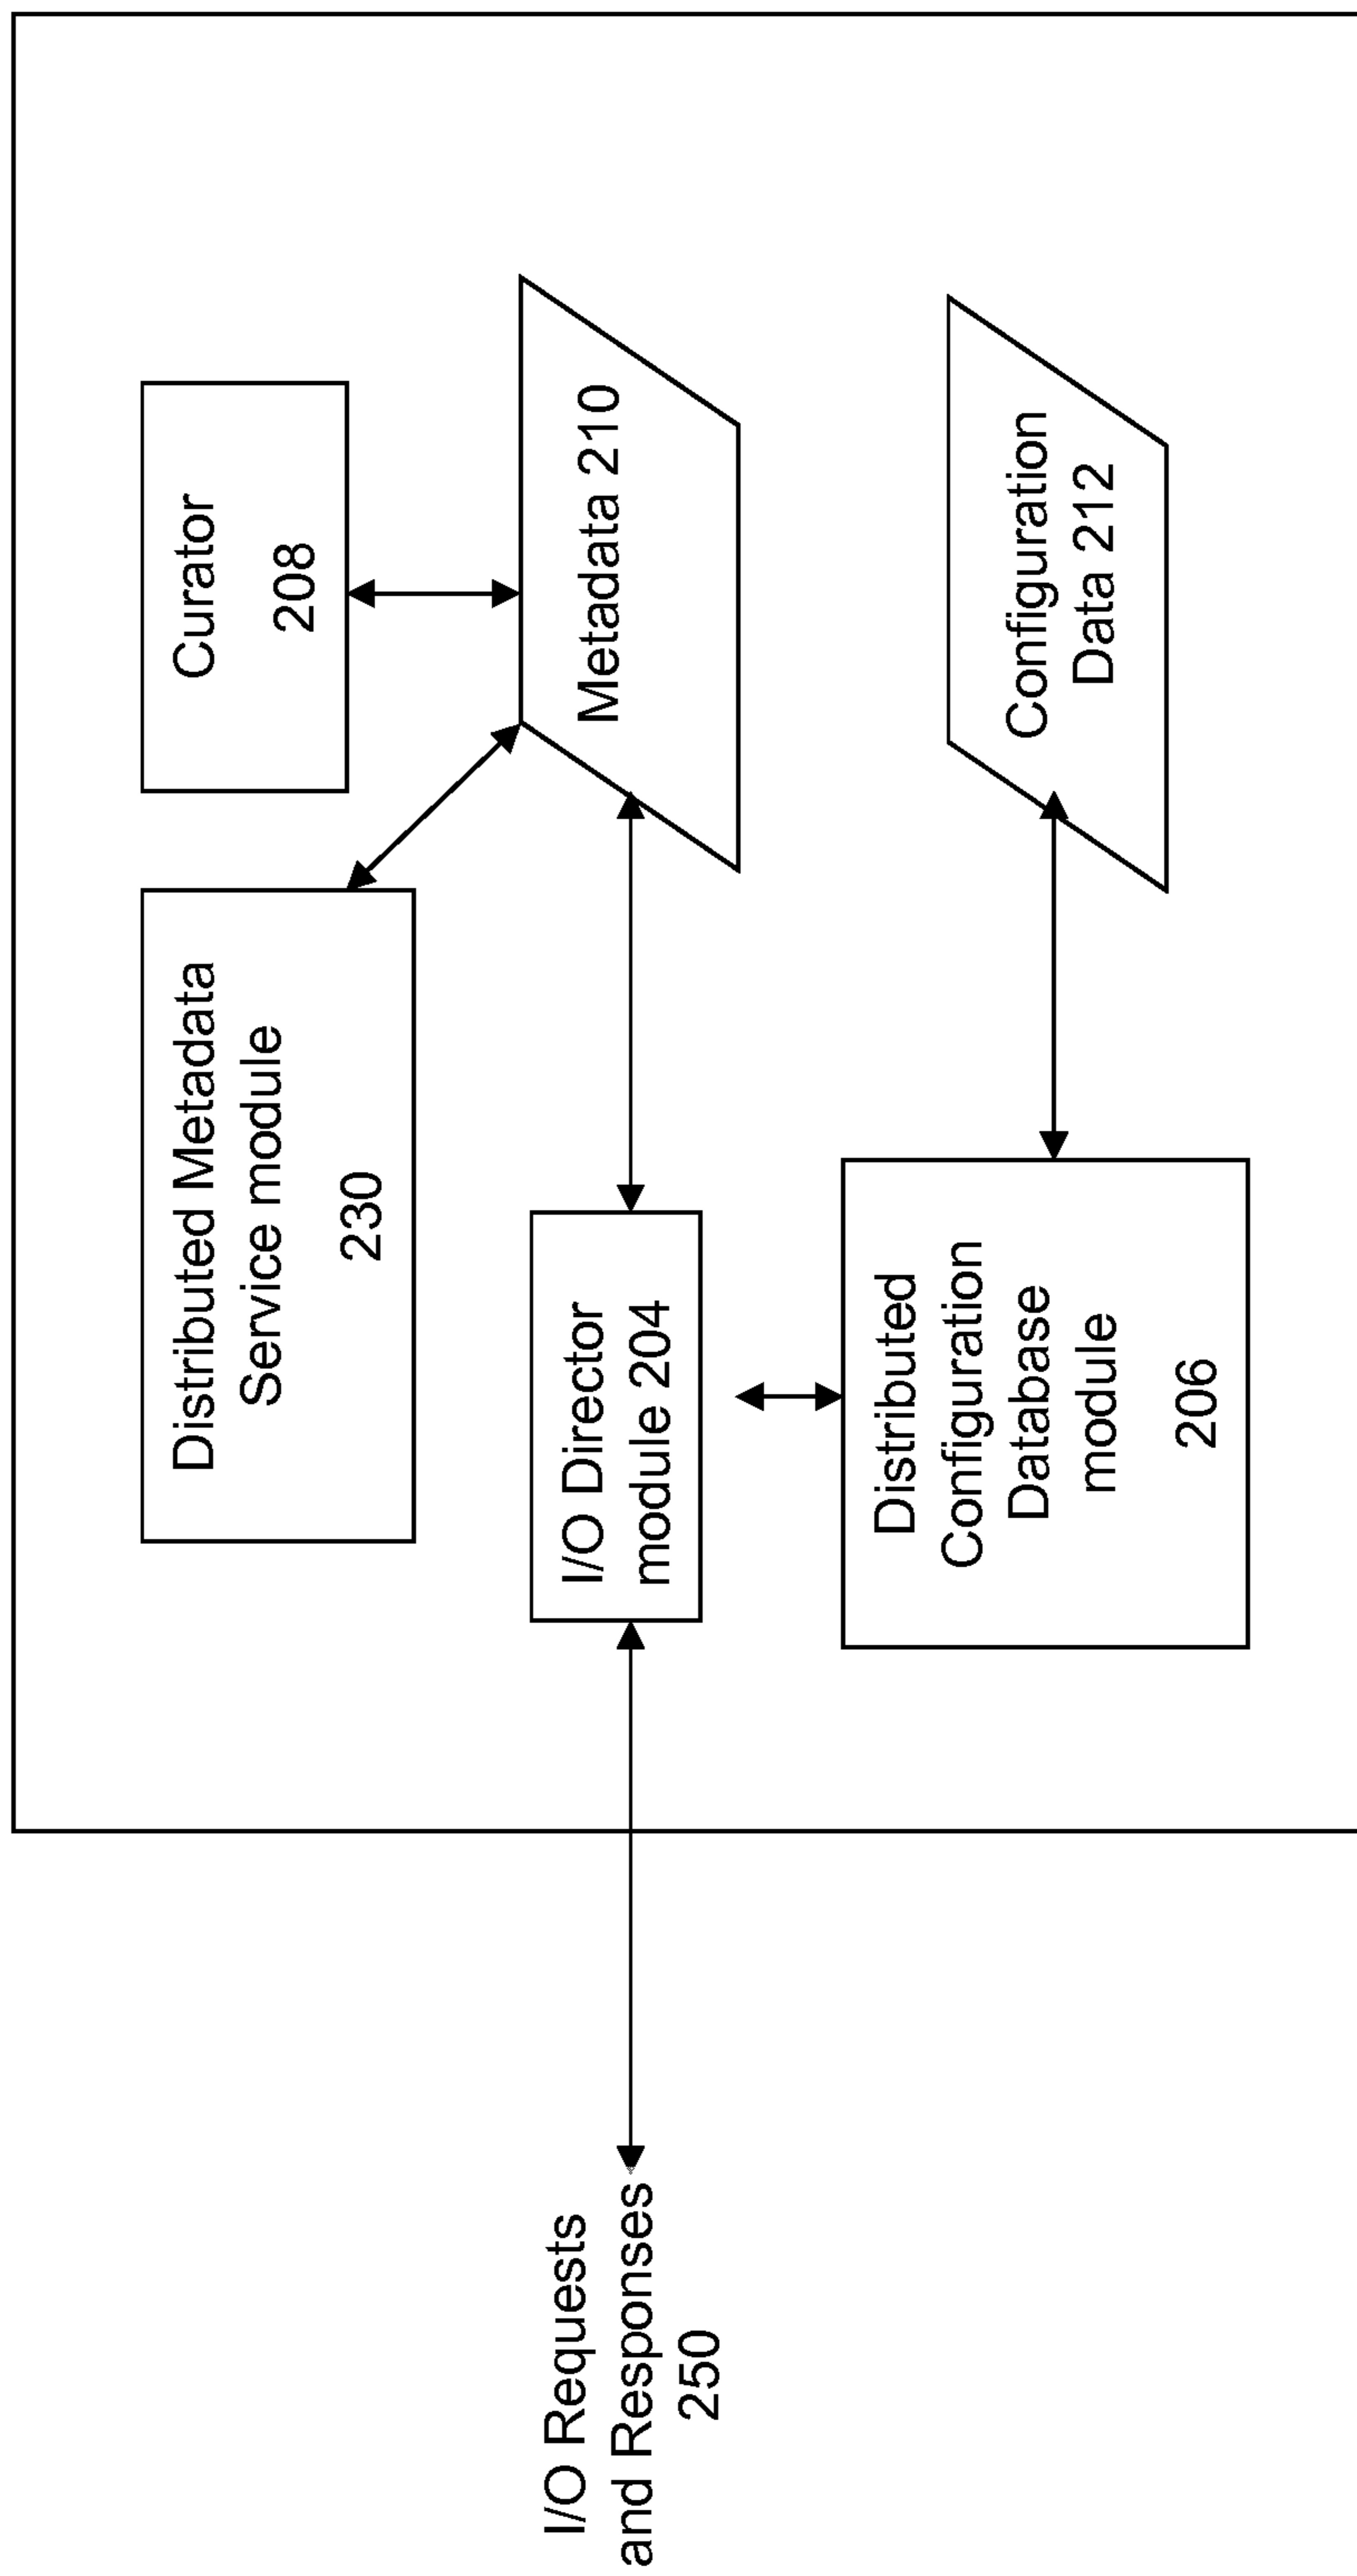 Distributed Metadata
Service module
230
Curator
208
I/O Requests
and Responses
250
I/O Director
module 204
Metadata 210
Distributed
Configuration
Database
module
206
Configuration
Data 212